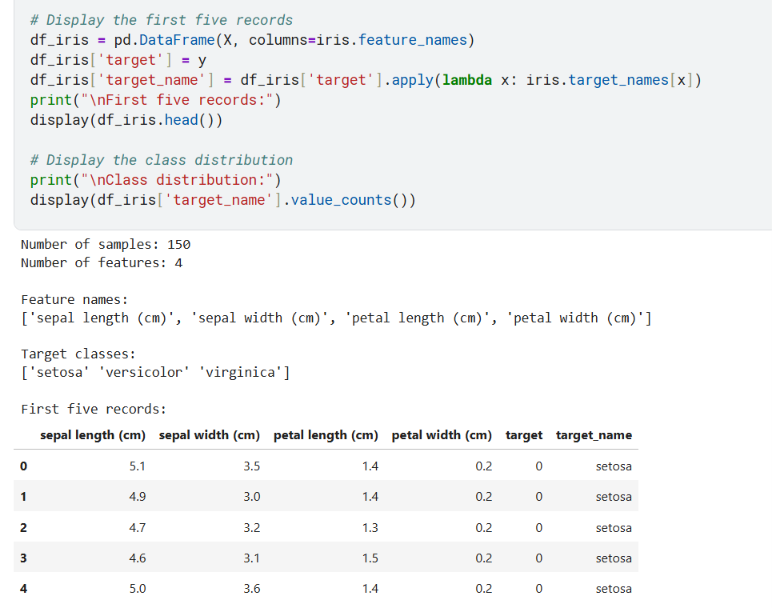 # Display the first five records
df_iris = pd.DataFrame(X, columns=iris.feature_names)
df_iris['target'] = y
df_iris['target_name'] = df_iris['target'].apply(lambda x: iris.target_names[x])
print("\nFirst five records:")
display(df_iris.head())

# Display the class distribution
print("\nClass distribution:")
display(df_iris['target_name'].value_counts())

Number of samples: 150
Number of features: 4

Feature names:
['sepal length (cm)', 'sepal width (cm)', 'petal length (cm)', 'petal width (cm)']

Target classes:
['setosa' 'versicolor' 'virginica']

First five records:
sepal length (cm) sepal width (cm) petal length (cm) petal width (cm) target target_name
0 5.1 3.5 1.4 0.2 0 setosa
1 4.9 3.0 1.4 0.2 0 setosa
2 4.7 3.2 1.3 0.2 0 setosa
3 4.6 3.1 1.5 0.2 0 setosa
4 5.0 3.6 1.4 0.2 0 setosa